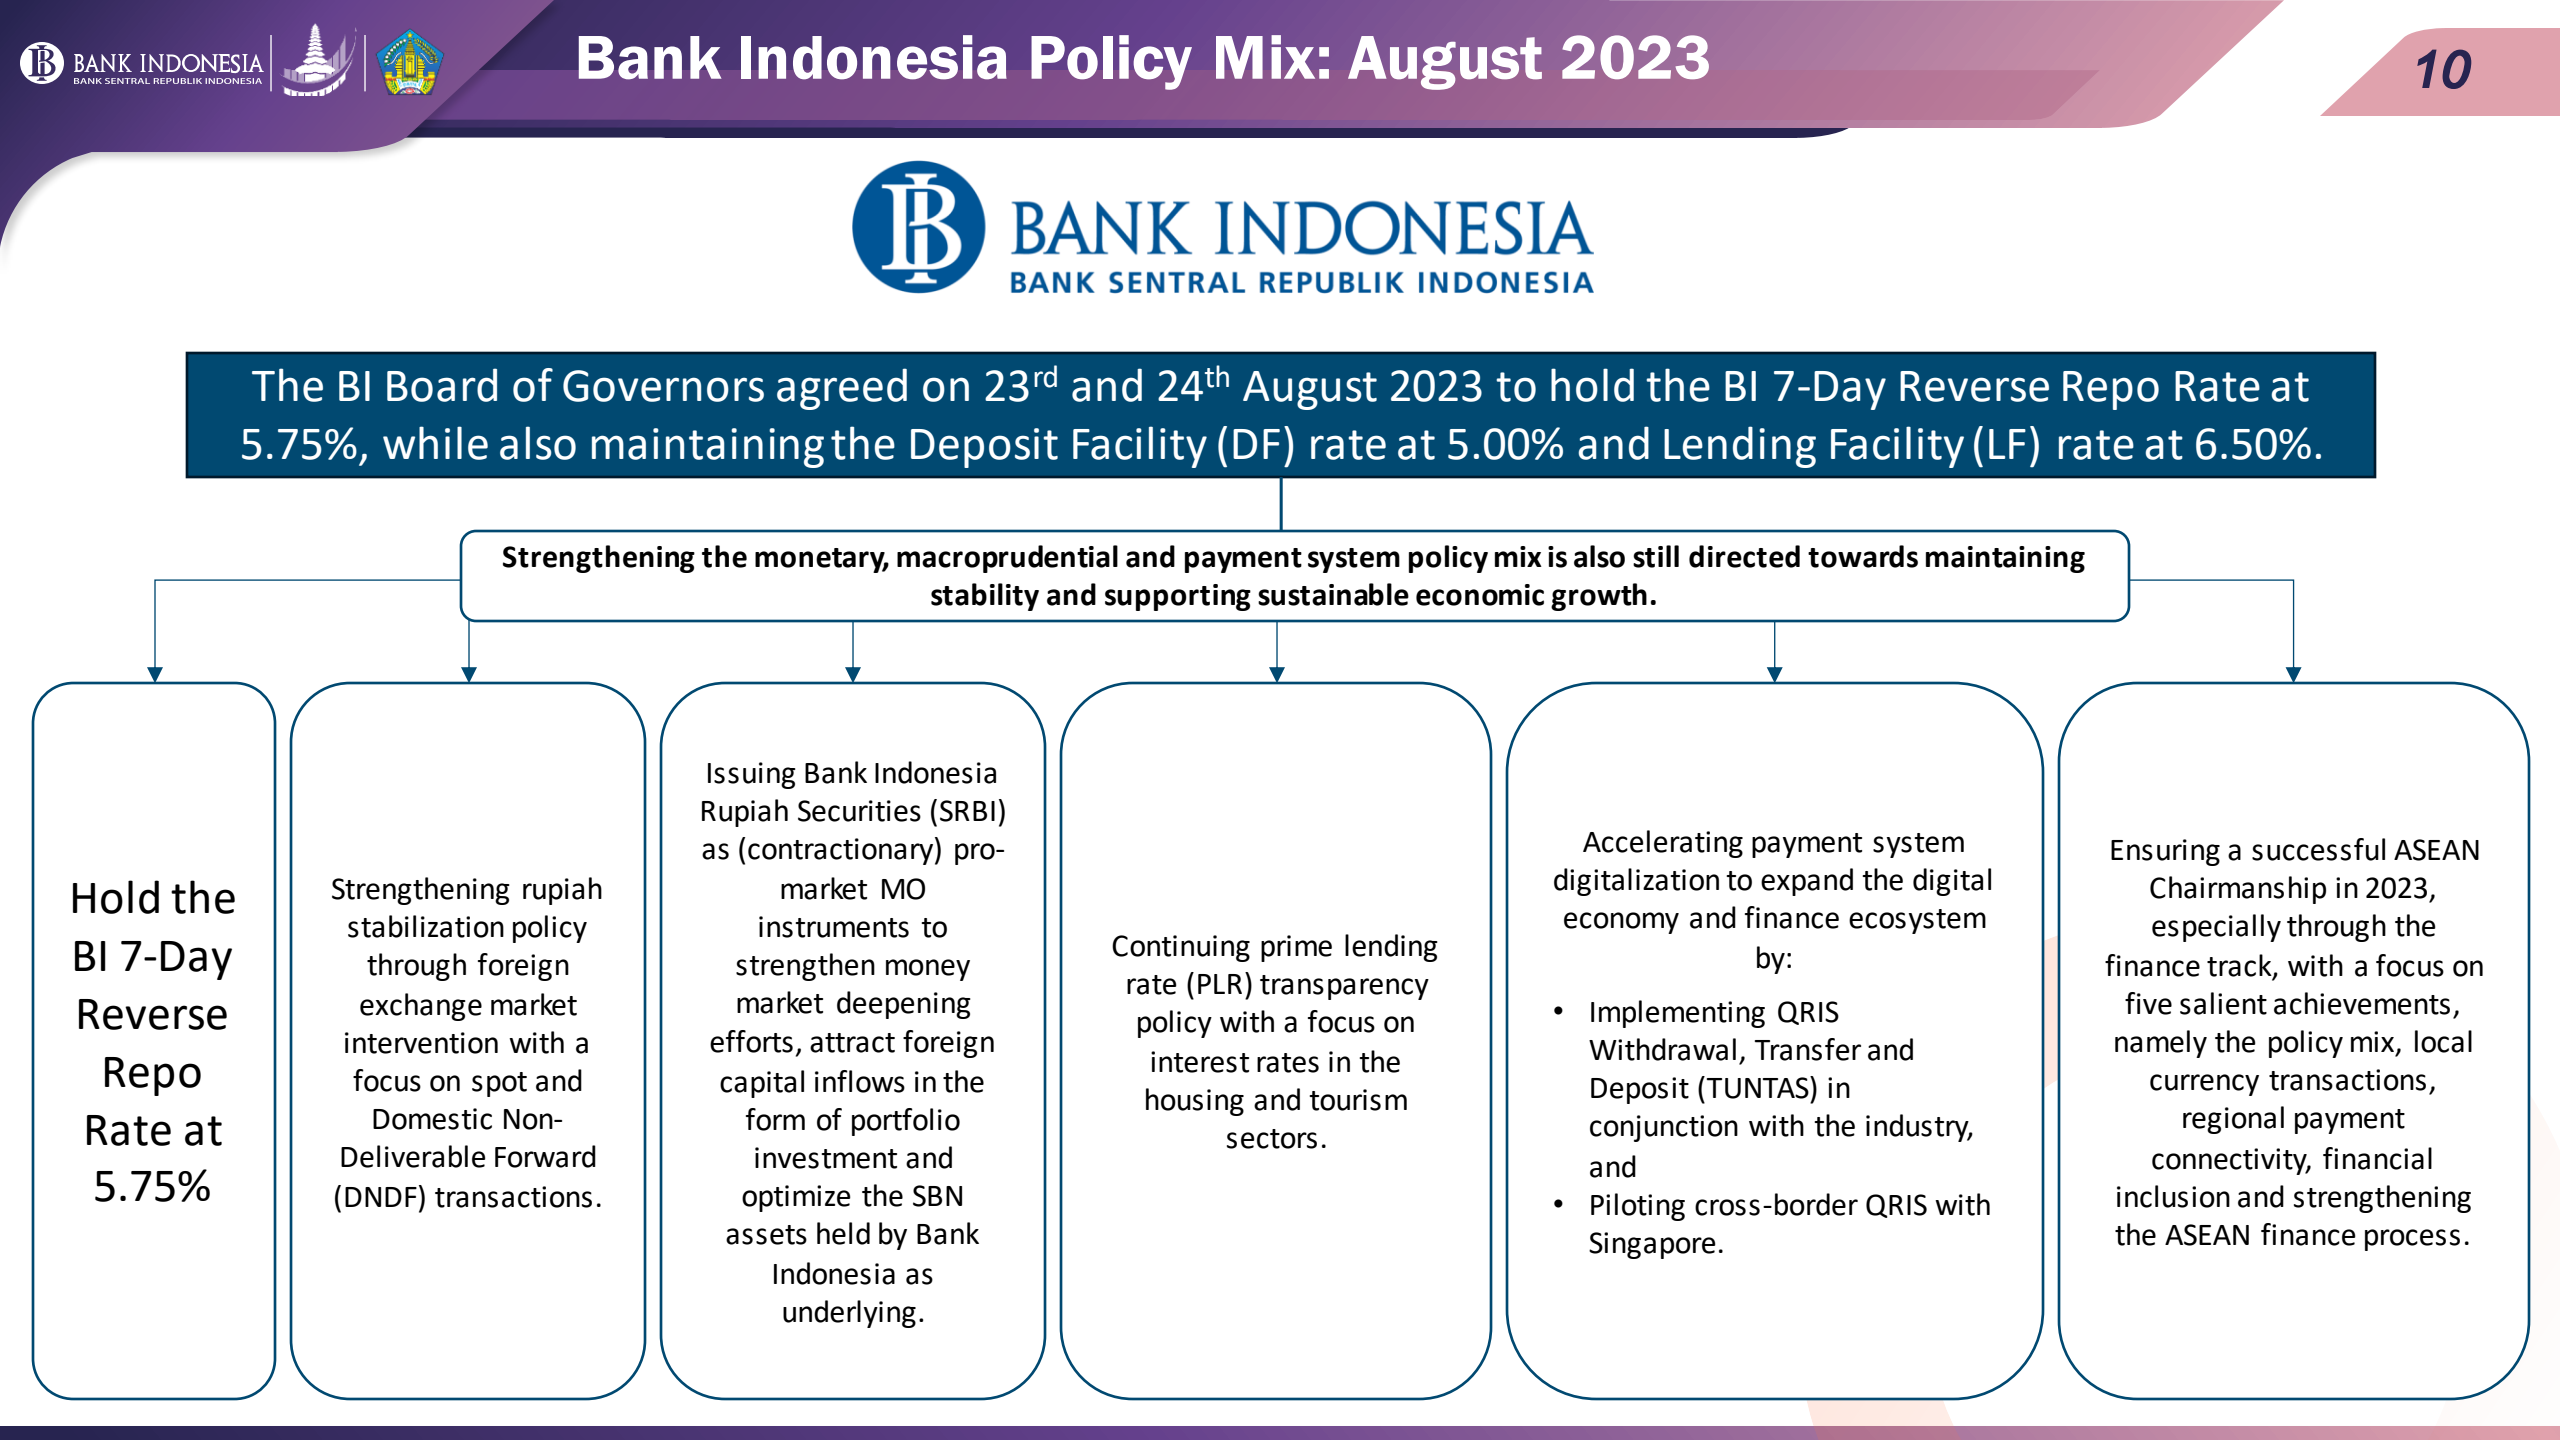 BANK INDONESIA
BANK SENTRAL REPUBLIK INDONESIA
Bank Indonesia Policy Mix: August 2023
10
BANK INDONESIA
BANK SENTRAL REPUBLIK INDONESIA
The BI Board of Governors agreed on 23rd and 24th August 2023 to hold the BI 7-Day Reverse Repo Rate at
5.75%, while also maintaining the Deposit Facility (DF) rate at 5.00% and Lending Facility (LF) rate at 6.50%.
Strengthening the monetary, macroprudential and payment system policy mix is also still directed towards maintaining
stability and supporting sustainable economic growth.
Hold the
BI 7-Day
Reverse
Repo
Rate at
5.75%
Strengthening rupiah
stabilization policy
through foreign
exchange market
intervention with a
focus on spot and
Domestic Non-
Deliverable Forward
(DNDF) transactions.
Issuing Bank Indonesia
Rupiah Securities (SRBI)
as (contractionary) pro-
market MO
instruments to
strengthen money
market deepening
efforts, attract foreign
capital inflows in the
form of portfolio
investment and
optimize the SBN
assets held by Bank
Indonesia as
underlying.
Continuing prime lending
rate (PLR) transparency
policy with a focus on
interest rates in the
housing and tourism
sectors.
Accelerating payment system
digitalization to expand the digital
economy and finance ecosystem
by:
• Implementing QRIS
Withdrawal, Transfer and
Deposit (TUNTAS) in
conjunction with the industry,
and
• Piloting cross-border QRIS with
Singapore.
Ensuring a successful ASEAN
Chairmanship in 2023,
especially through the
finance track, with a focus on
five salient achievements,
namely the policy mix, local
currency transactions,
regional payment
connectivity, financial
inclusion and strengthening
the ASEAN finance process.